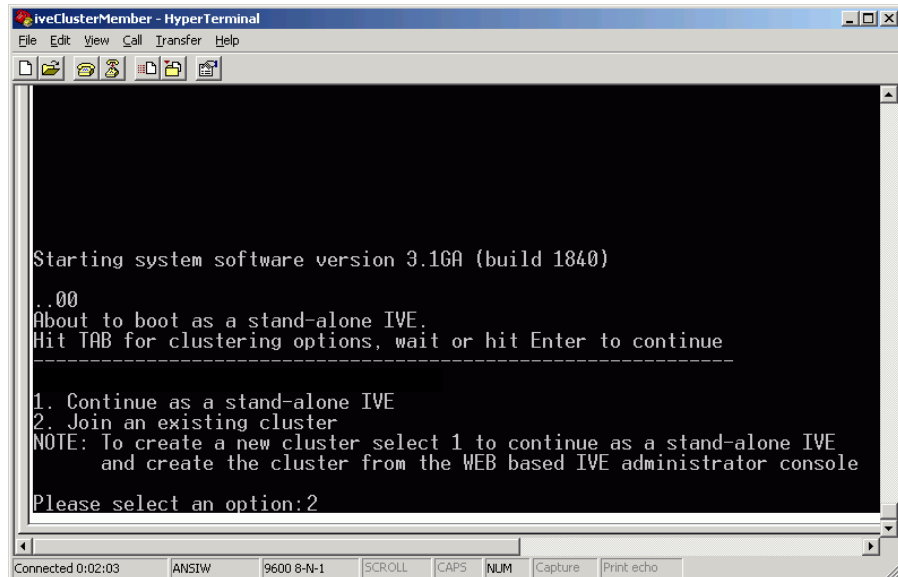 iveClusterMember - HyperTerminal
File Edit View Call Transfer Help
Starting system software version 3.1GA (build 1840)
..00
About to boot as a stand-alone IVE.
Hit TAB for clustering options, wait or hit Enter to continue
-----------------------------------------------------------------
1. Continue as a stand-alone IVE
2. Join an existing cluster
NOTE: To create a new cluster select 1 to continue as a stand-alone IVE
and create the cluster from the WEB based IVE administrator console
Please select an option:2
Connected 0:02:03 ANSIW 9600 8-N-1 SCROLL CAPS NUM Capture Print echo